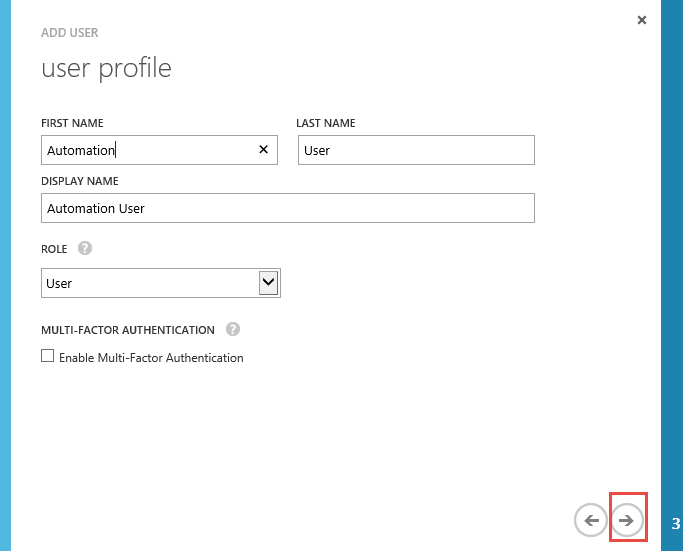 ADD USER
user profile
FIRST NAME LAST NAME
Automation User
DISPLAY NAME
Automation User
ROLE ?
User
MULTI-FACTOR AUTHENTICATION ?
Enable Multi-Factor Authentication
3